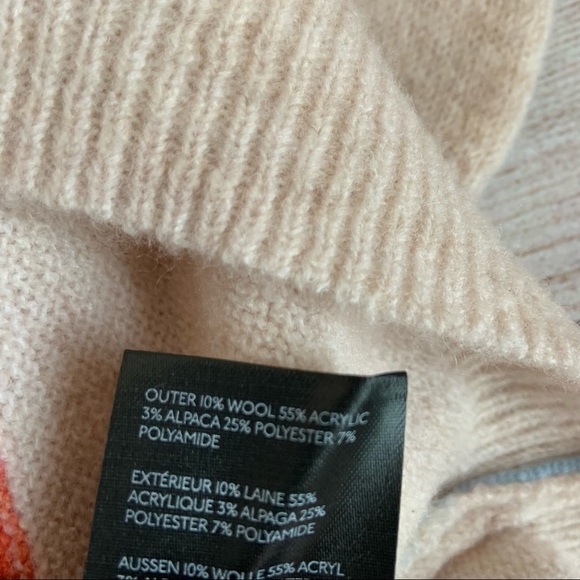 OUTER 10% WOOL 55% ACRYLIC
3% ALPACA 25% POLYESTER 7%
POLYAMIDE
EXTÉRIEUR 10% LAINE 55%
ACRYLIQUE 3% ALPAGA 25%
POLYESTER 7% POLYAMIDE
AUSSEN 10% WOLLE 55% ACRYL